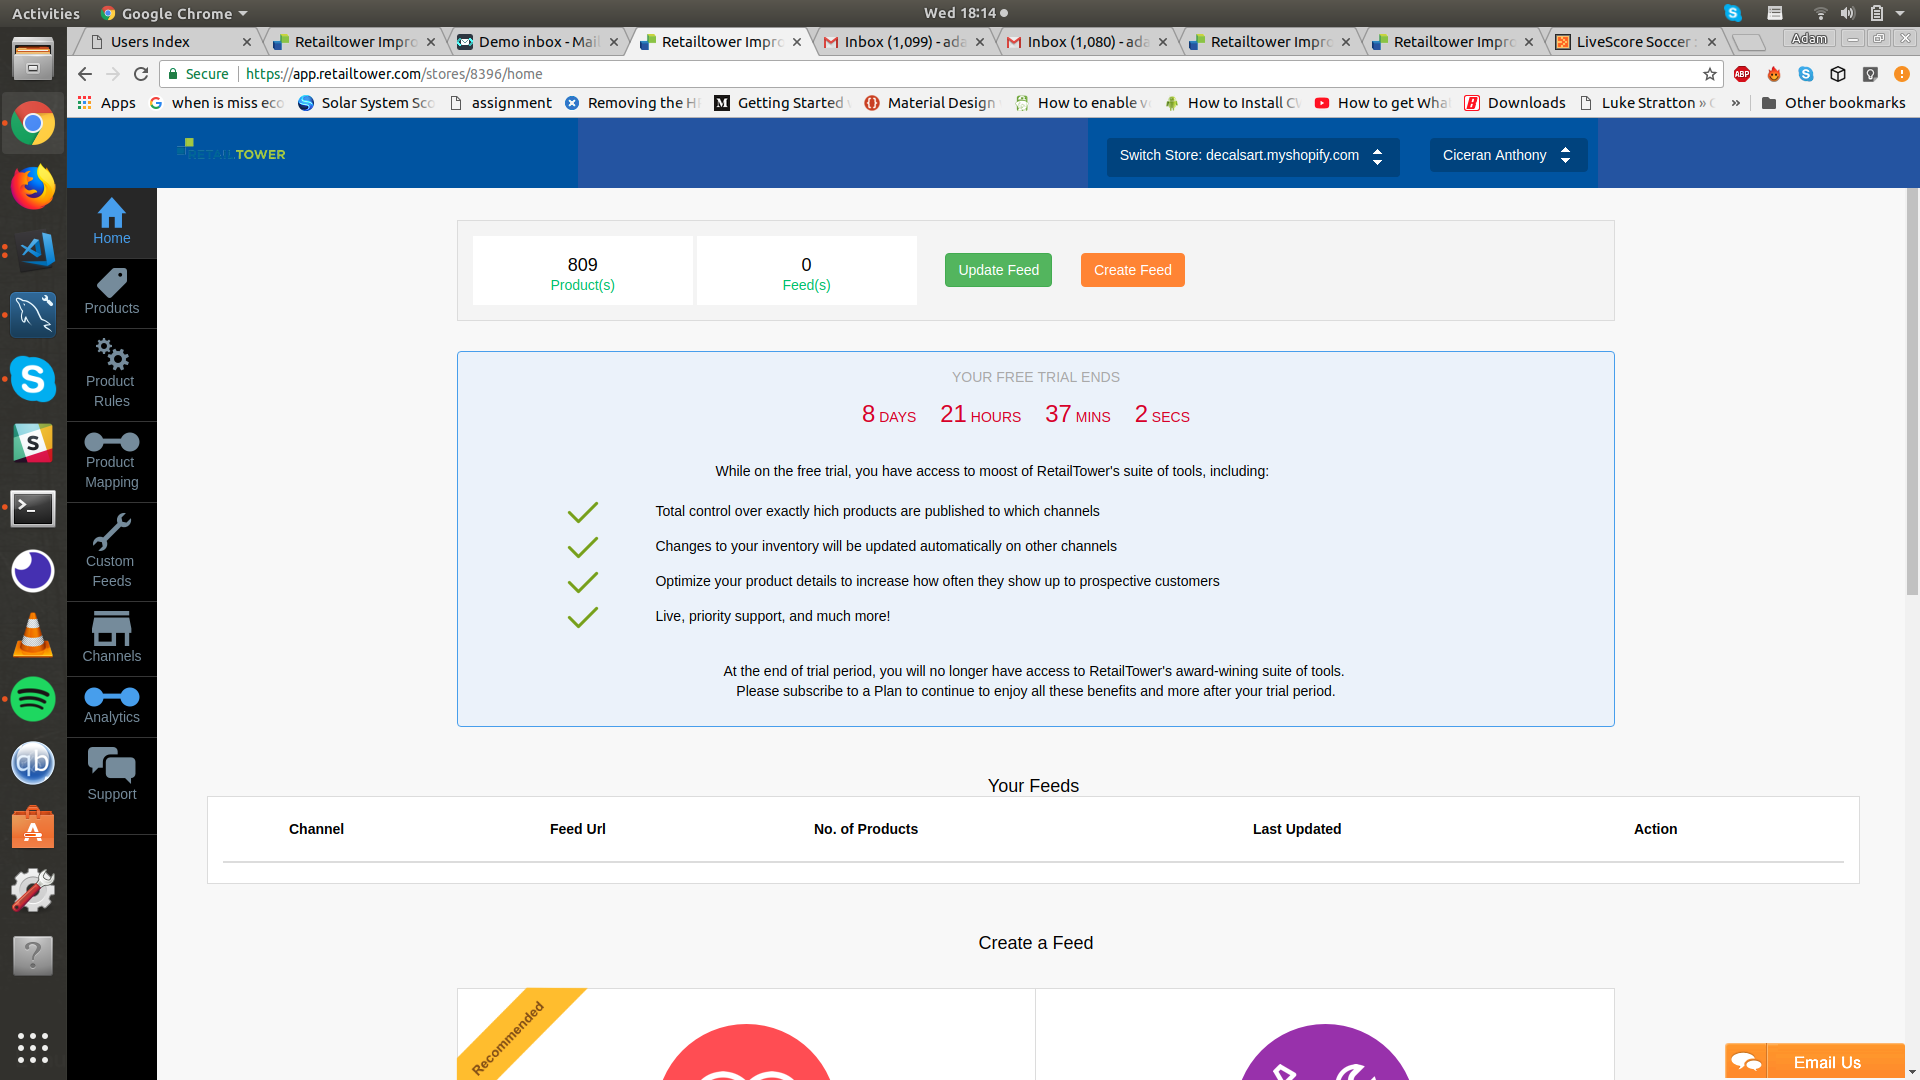 Activities Google Chrome Wed 18:14
Users Index Retailtower Impro Demo inbox - Mail Retailtower Impro Inbox (1,099) - ada Inbox (1,080) - ada Retailtower Impro Retailtower Impro LiveScore Soccer Adam
Secure https://app.retailtower.com/stores/8396/home ABP
Apps when is miss eco Solar System Sco assignment Removing the H Getting Started Material Design How to enable v How to Install C How to get Wha Downloads Luke Stratton » » Other bookmarks
RETAILTOWER Switch Store: decalsart.myshopify.com Ciceran Anthony
Home
Products
Product
Rules
Product
Mapping
Custom
Feeds
Channels
Analytics
Support
809
Product(s)
0
Feed(s)
Update Feed Create Feed
YOUR FREE TRIAL ENDS
8 DAYS 21 HOURS 37 MINS 2 SECS
While on the free trial, you have access to moost of RetailTower's suite of tools, including:
Total control over exactly hich products are published to which channels
Changes to your inventory will be updated automatically on other channels
Optimize your product details to increase how often they show up to prospective customers
Live, priority support, and much more!
At the end of trial period, you will no longer have access to RetailTower's award-wining suite of tools.
Please subscribe to a Plan to continue to enjoy all these benefits and more after your trial period.
Your Feeds
Channel Feed Url No. of Products Last Updated Action
Create a Feed
Recommended
Email Us